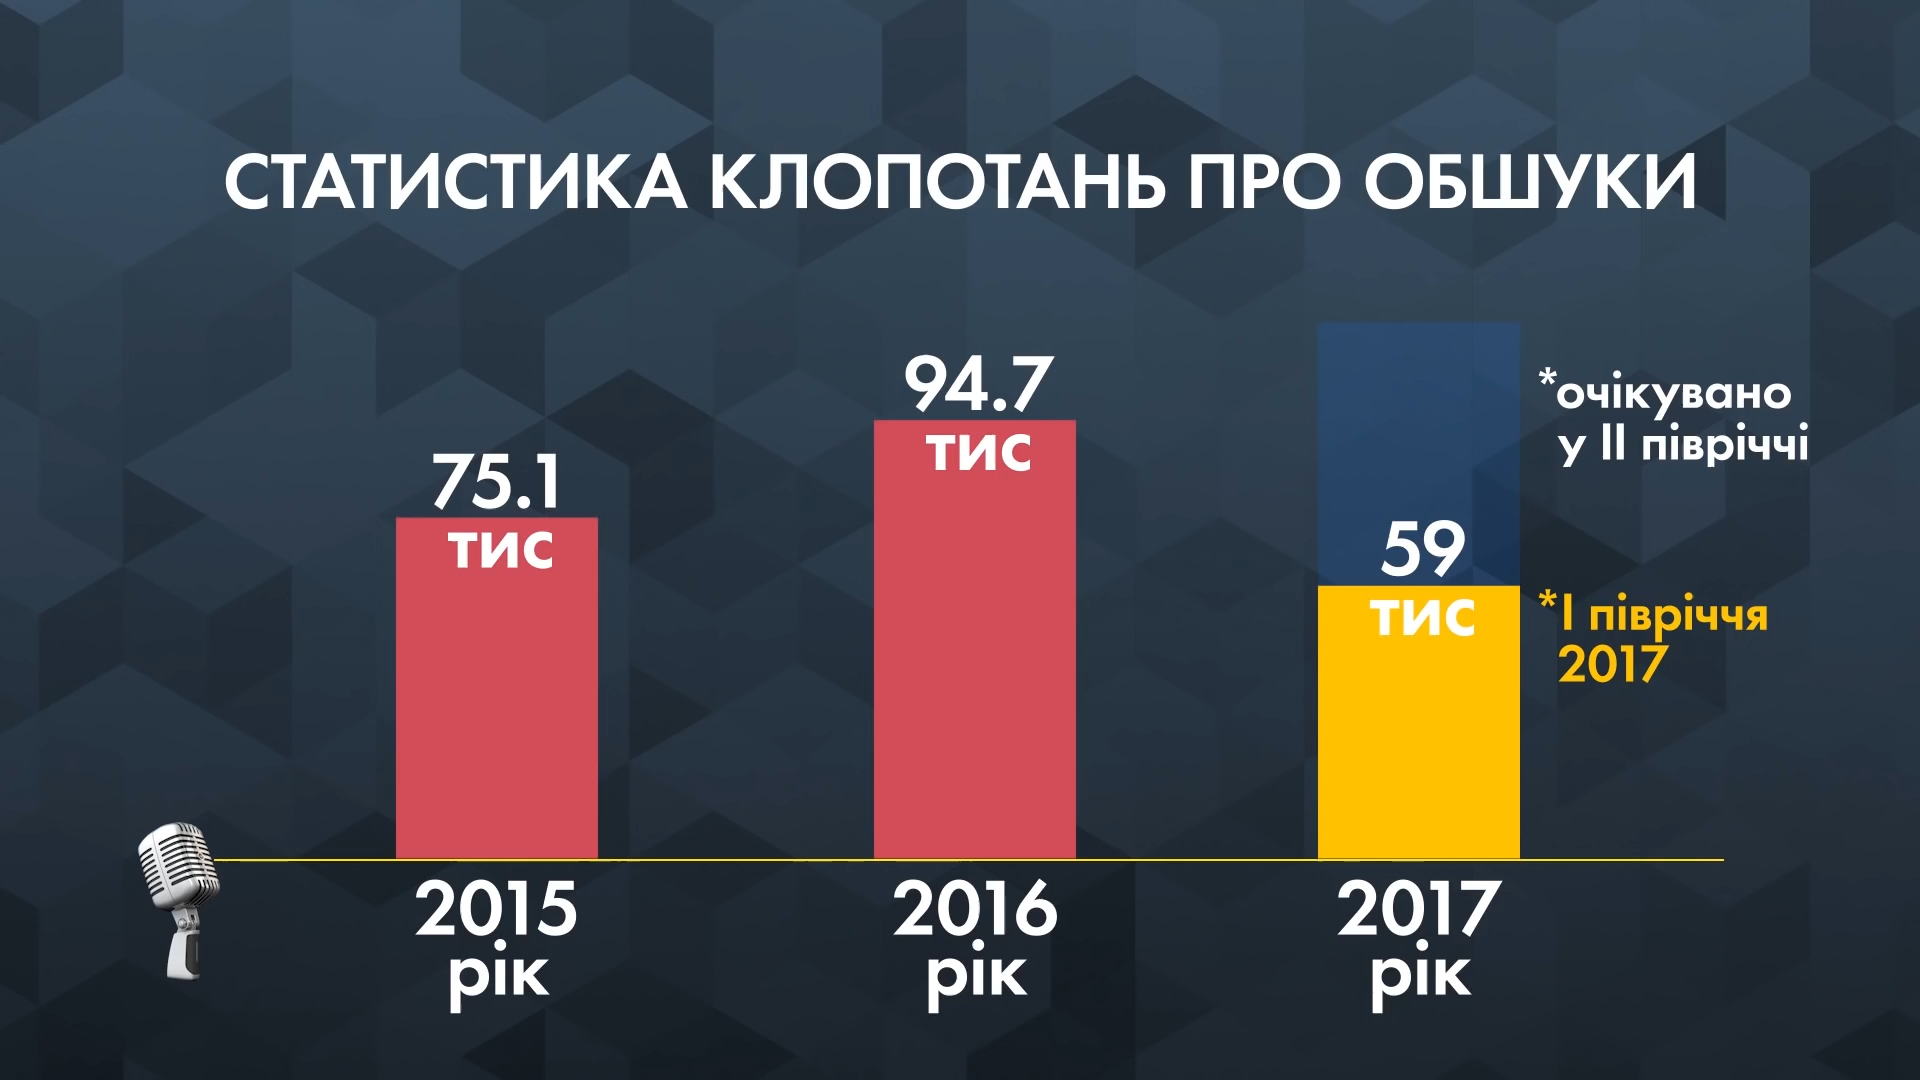 СТАТИСТИКА КЛОПОТАНЬ ПРО ОБШУКИ
75.1
тис
94.7
тис
59
тис
*очікувано
у II півріччі
*I півріччя
2017
2015
рік
2016
рік
2017
рік